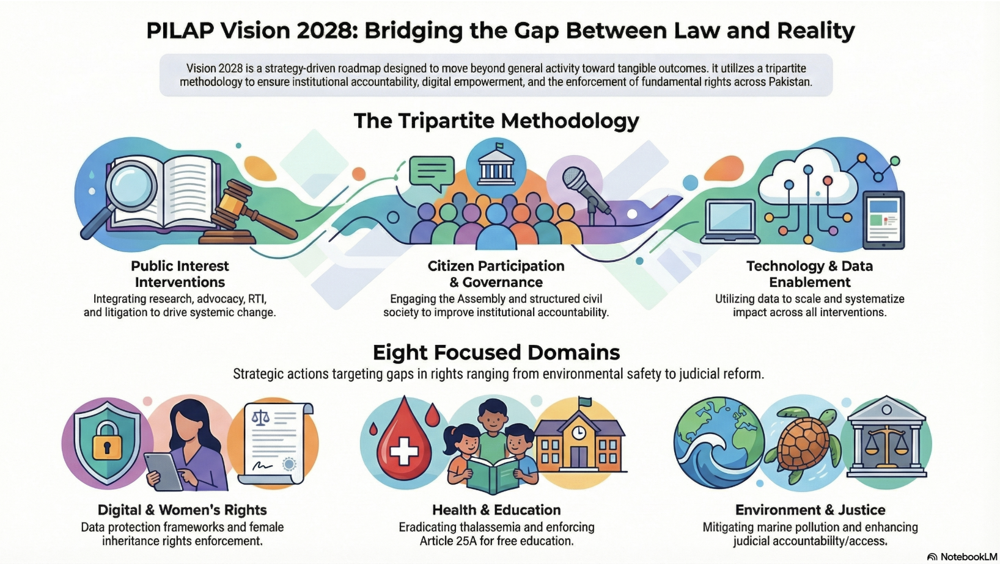 PILAP Vision 2028: Bridging the Gap Between Law and Reality
Vision 2028 is a strategy-driven roadmap designed to move beyond general activity toward tangible outcomes. It utilizes a tripartite
methodology to ensure institutional accountability, digital empowerment, and the enforcement of fundamental rights across Pakistan.
The Tripartite Methodology
Public Interest
Interventions
Integrating research, advocacy, RTI,
and litigation to drive systemic change.
Citizen Participation
& Governance
Engaging the Assembly and structured civil
society to improve institutional accountability.
Technology & Data
Enablement
Utilizing data to scale and systematize
impact across all interventions.
Eight Focused Domains
Strategic actions targeting gaps in rights ranging from environmental safety to judicial reform.
Digital & Women's Rights
Data protection frameworks and female
inheritance rights enforcement.
Health & Education
Eradicating thalassemia and enforcing
Article 25A for free education.
Environment & Justice
Mitigating marine pollution and enhancing
judicial accountability/access.
NotebookLM